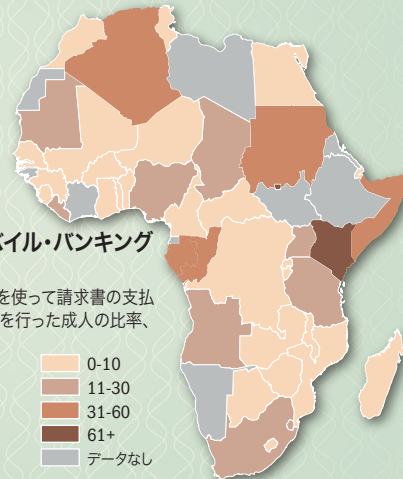 バイル・バンキング
を使って請求書の支払
を行った成人の比率、
0-10
11-30
31-60
61+
データなし